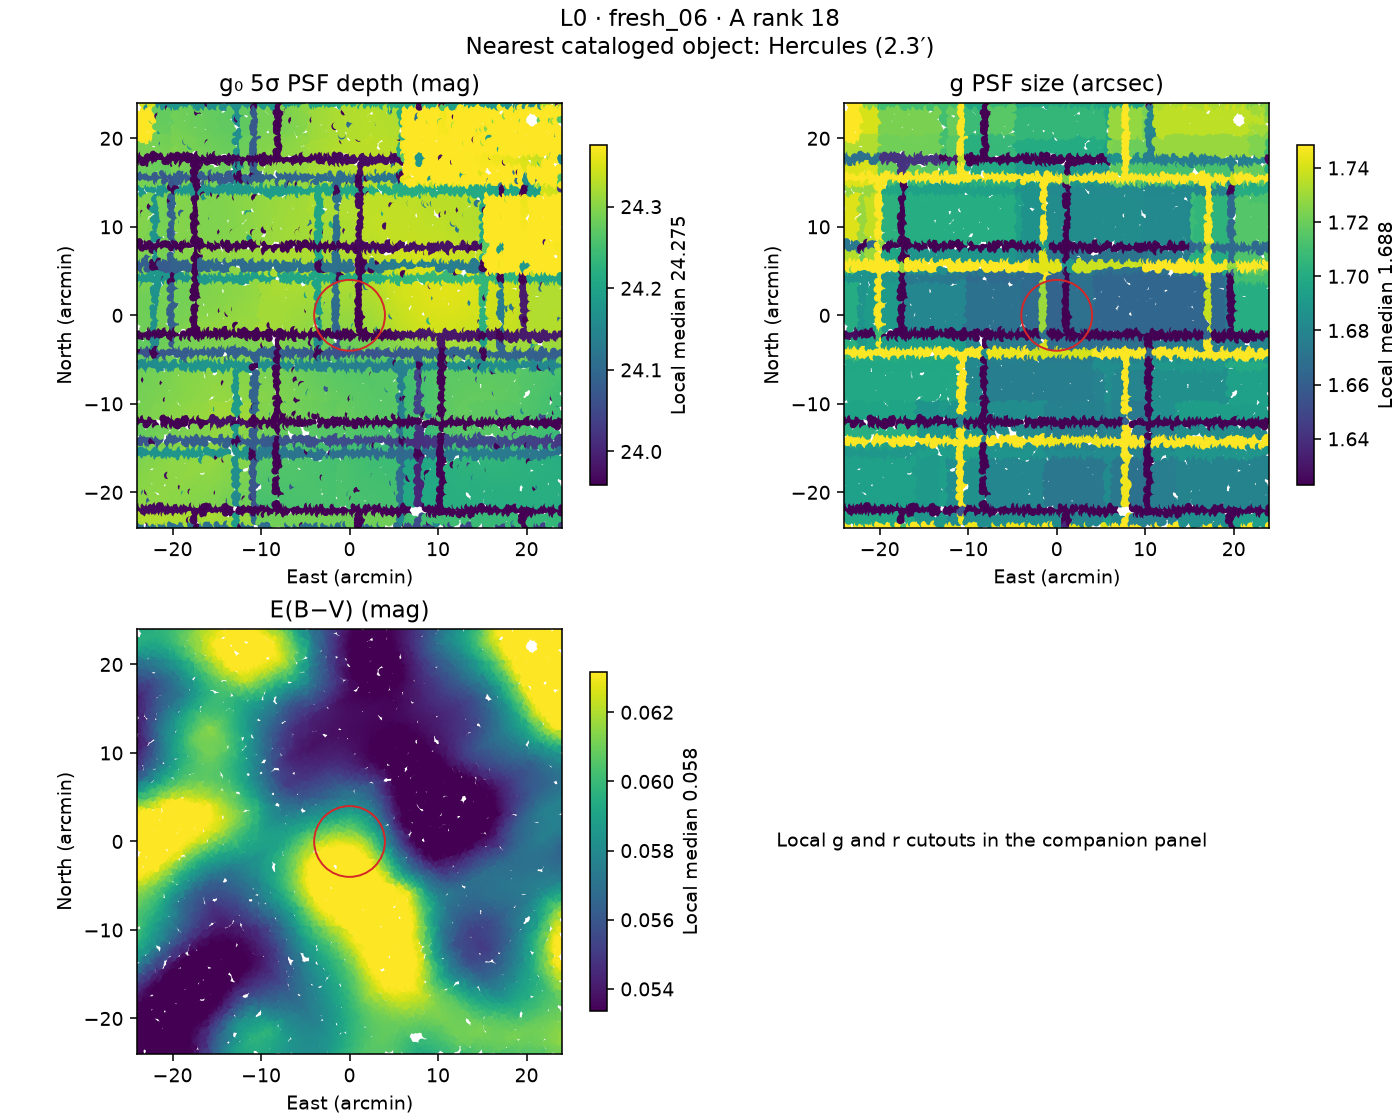 L0 · fresh_06 · A rank 18
Nearest cataloged object: Hercules (2.3′)
g₀ 5σ PSF depth (mag)
20
10
0
−10
−20
North (arcmin)
−20 −10 0 10 20
East (arcmin)
24.3
24.2
24.1
24.0
Local median 24.275
g PSF size (arcsec)
20
10
0
−10
−20
North (arcmin)
−20 −10 0 10 20
East (arcmin)
1.74
1.72
1.70
1.68
1.66
1.64
Local median 1.688
E(B−V) (mag)
20
10
0
−10
−20
North (arcmin)
−20 −10 0 10 20
East (arcmin)
0.062
0.060
0.058
0.056
0.054
Local median 0.058
Local g and r cutouts in the companion panel